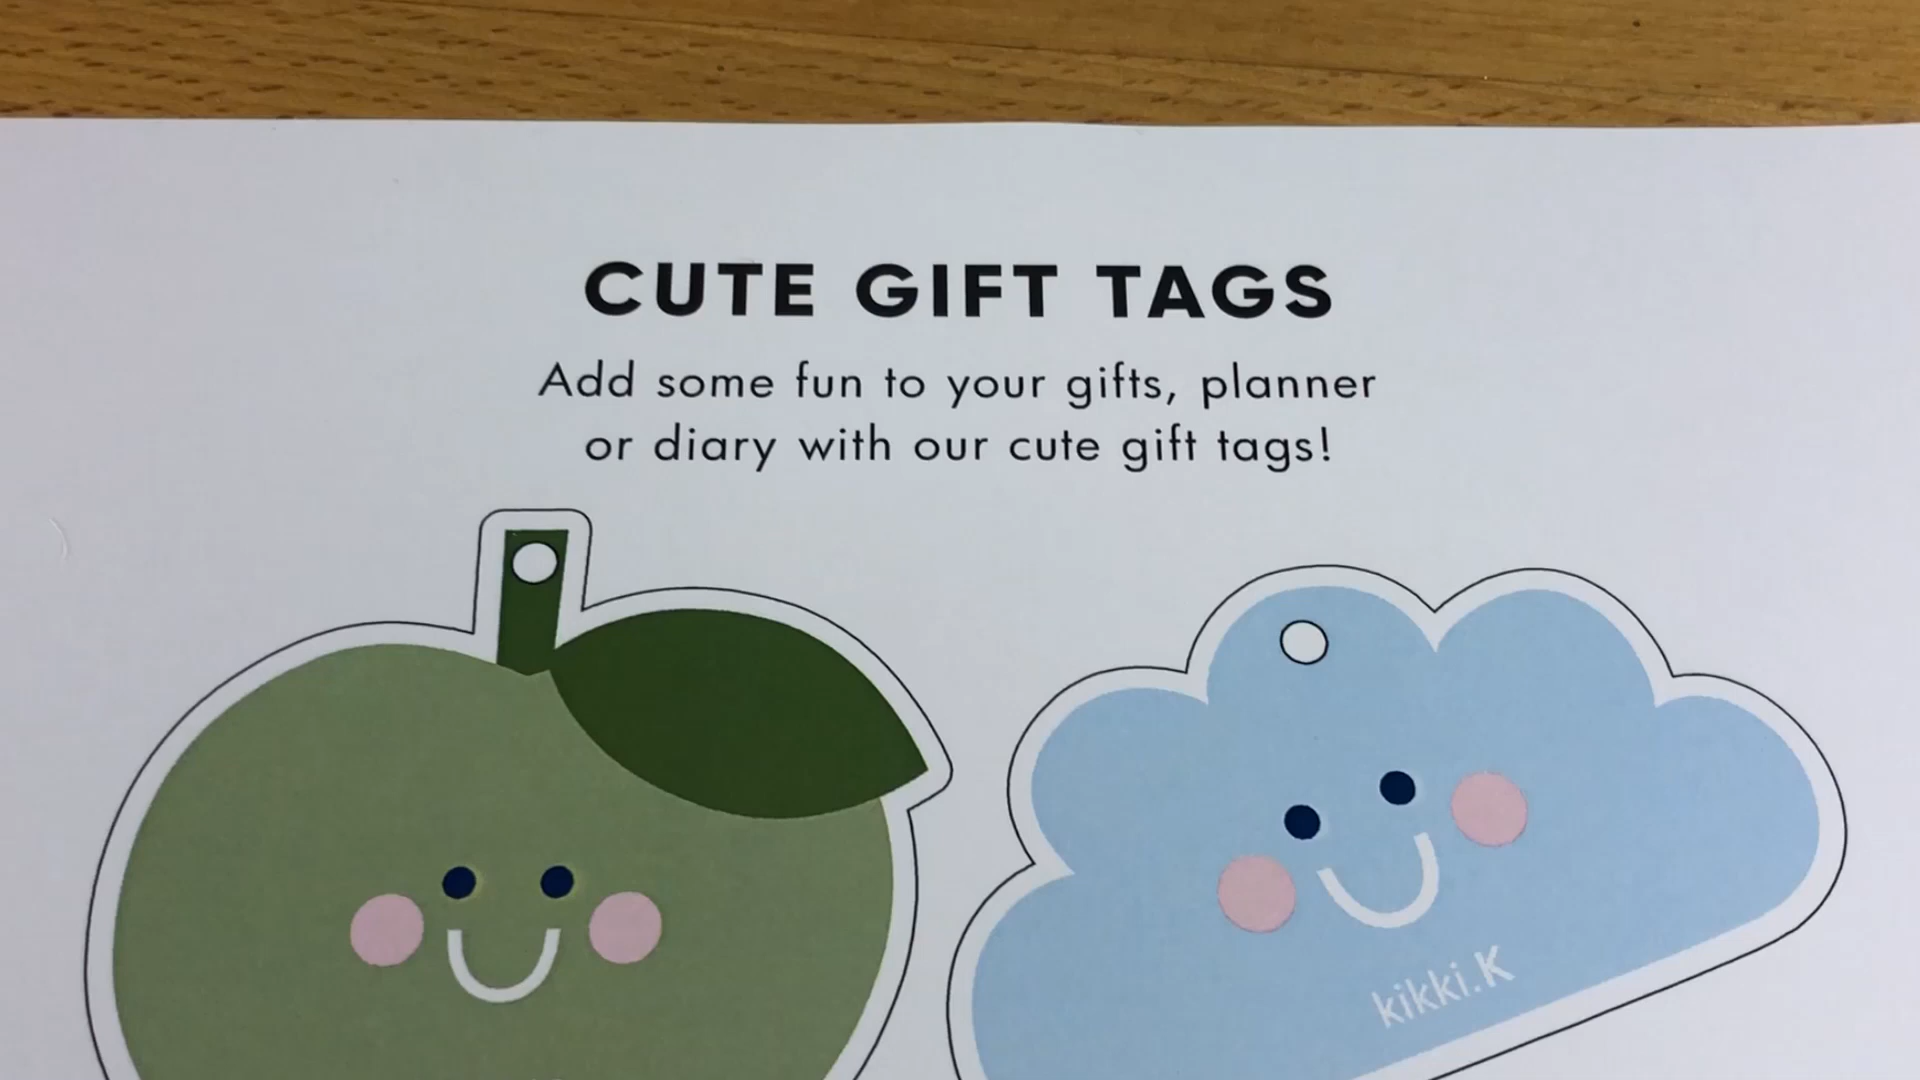 CUTE GIFT TAGS
Add some fun to your gifts, planner
or diary with our cute gift tags!
kikki.K